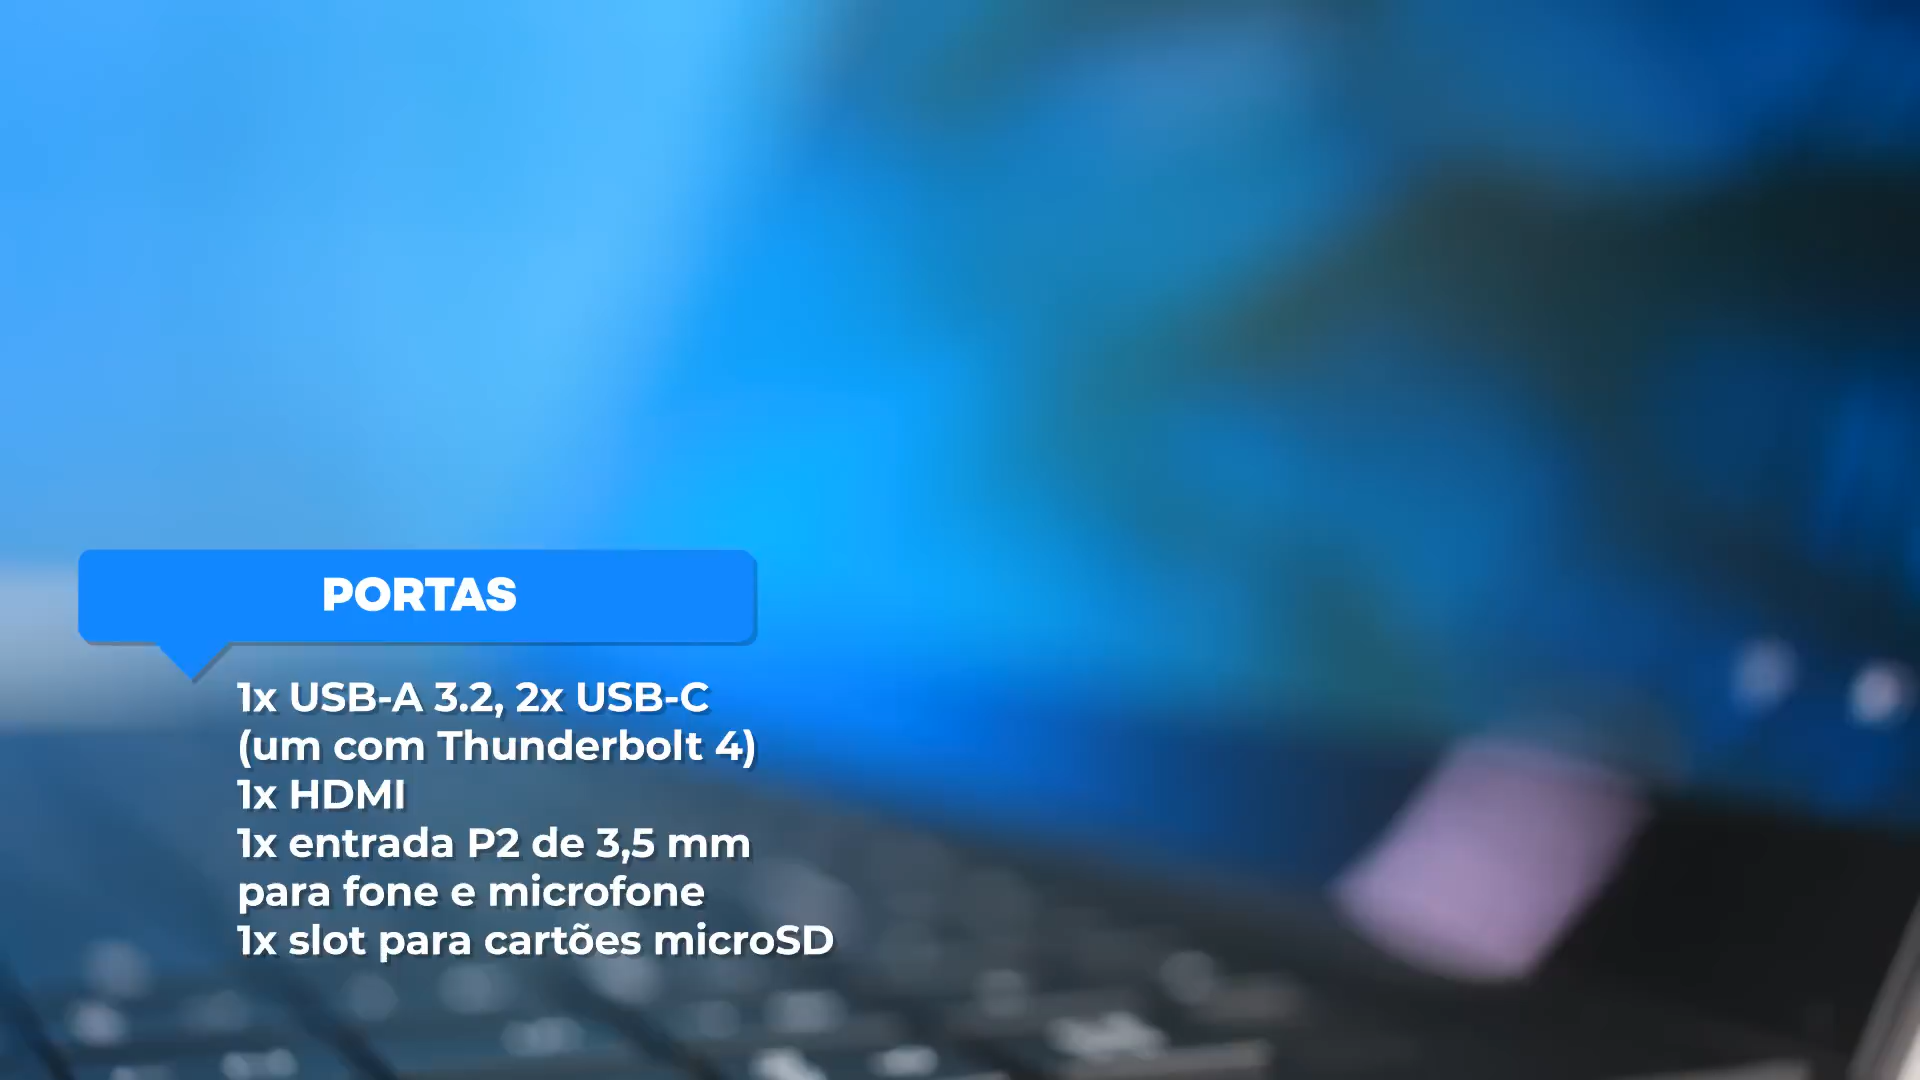 PORTAS
1x USB-A 3.2, 2x USB-C
(um com Thunderbolt 4)
1x HDMI
1x entrada P2 de 3,5 mm
para fone e microfone
1x slot para cartões microSD